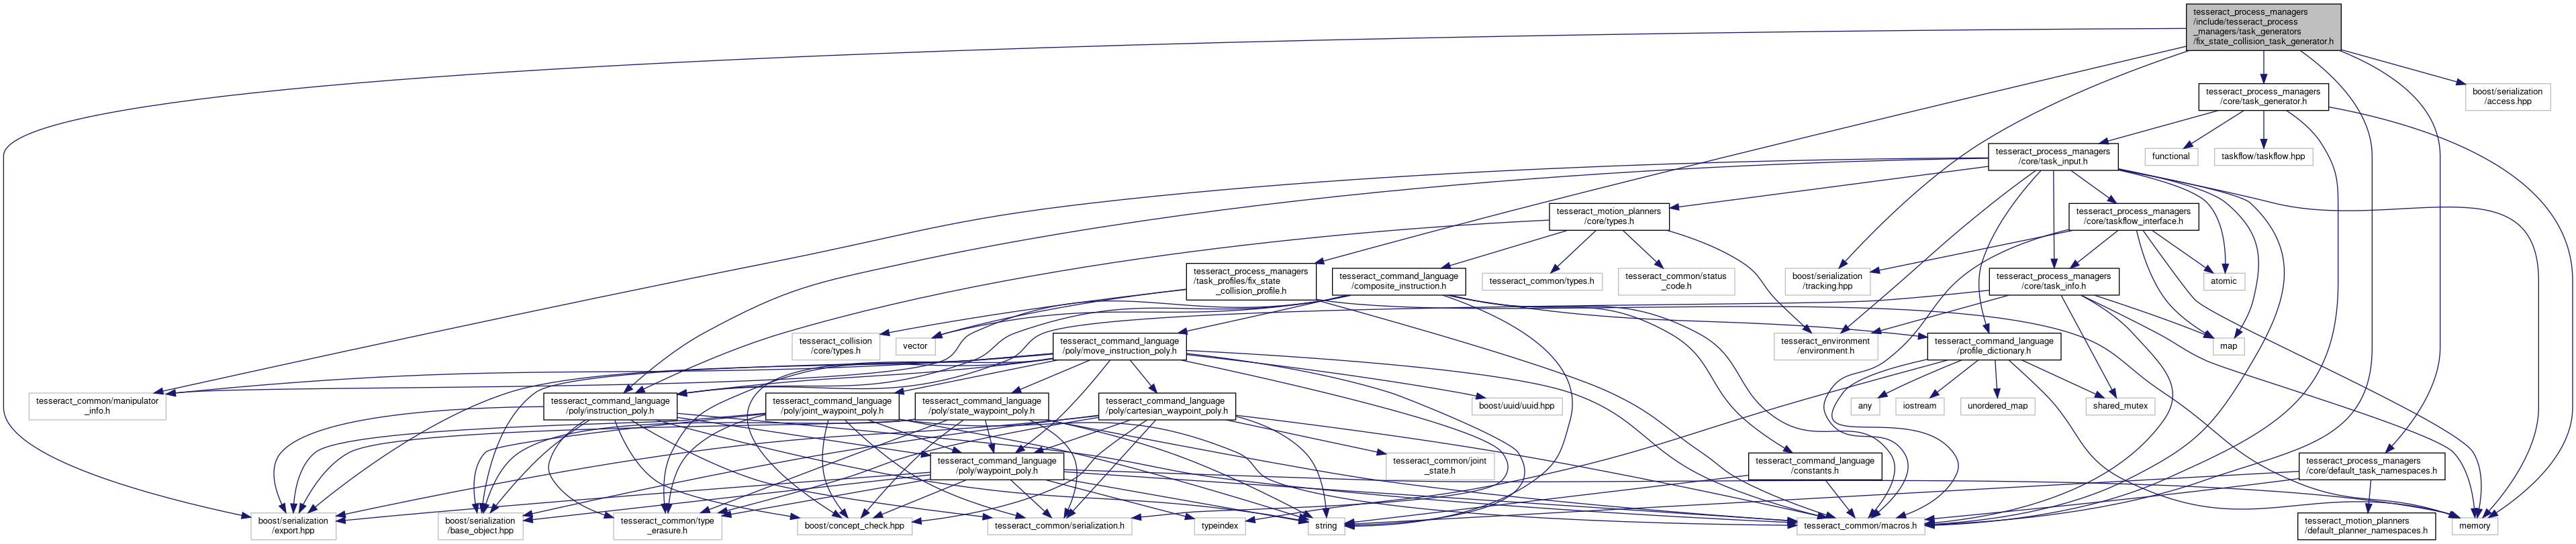 tesseract_process_managers
/include/tesseract_process
_managers/task_generators
/fix_state_collision_task_generator.h
tesseract_process_managers
/core/task_generator.h
boost/serialization
/access.hpp
tesseract_process_managers
/core/task_input.h
functional
taskflow/taskflow.hpp
tesseract_motion_planners
/core/types.h
tesseract_process_managers
/core/taskflow_interface.h
tesseract_process_managers
/task_profiles/fix_state
_collision_profile.h
tesseract_command_language
/composite_instruction.h
tesseract_common/types.h
tesseract_common/status
_code.h
boost/serialization
/tracking.hpp
tesseract_process_managers
/core/task_info.h
atomic
tesseract_collision
/core/types.h
vector
tesseract_command_language
/poly/move_instruction_poly.h
tesseract_environment
/environment.h
tesseract_command_language
/profile_dictionary.h
map
tesseract_common/manipulator
_info.h
tesseract_command_language
/poly/instruction_poly.h
tesseract_command_language
/poly/joint_waypoint_poly.h
tesseract_command_language
/poly/state_waypoint_poly.h
tesseract_command_language
/poly/cartesian_waypoint_poly.h
boost/uuid/uuid.hpp
any
iostream
unordered_map
shared_mutex
tesseract_command_language
/poly/waypoint_poly.h
tesseract_common/joint
_state.h
tesseract_command_language
/constants.h
tesseract_process_managers
/core/default_task_namespaces.h
boost/serialization
/export.hpp
boost/serialization
/base_object.hpp
tesseract_common/type
_erasure.h
boost/concept_check.hpp
tesseract_common/serialization.h
typeindex
string
tesseract_common/macros.h
tesseract_motion_planners
/default_planner_namespaces.h
memory